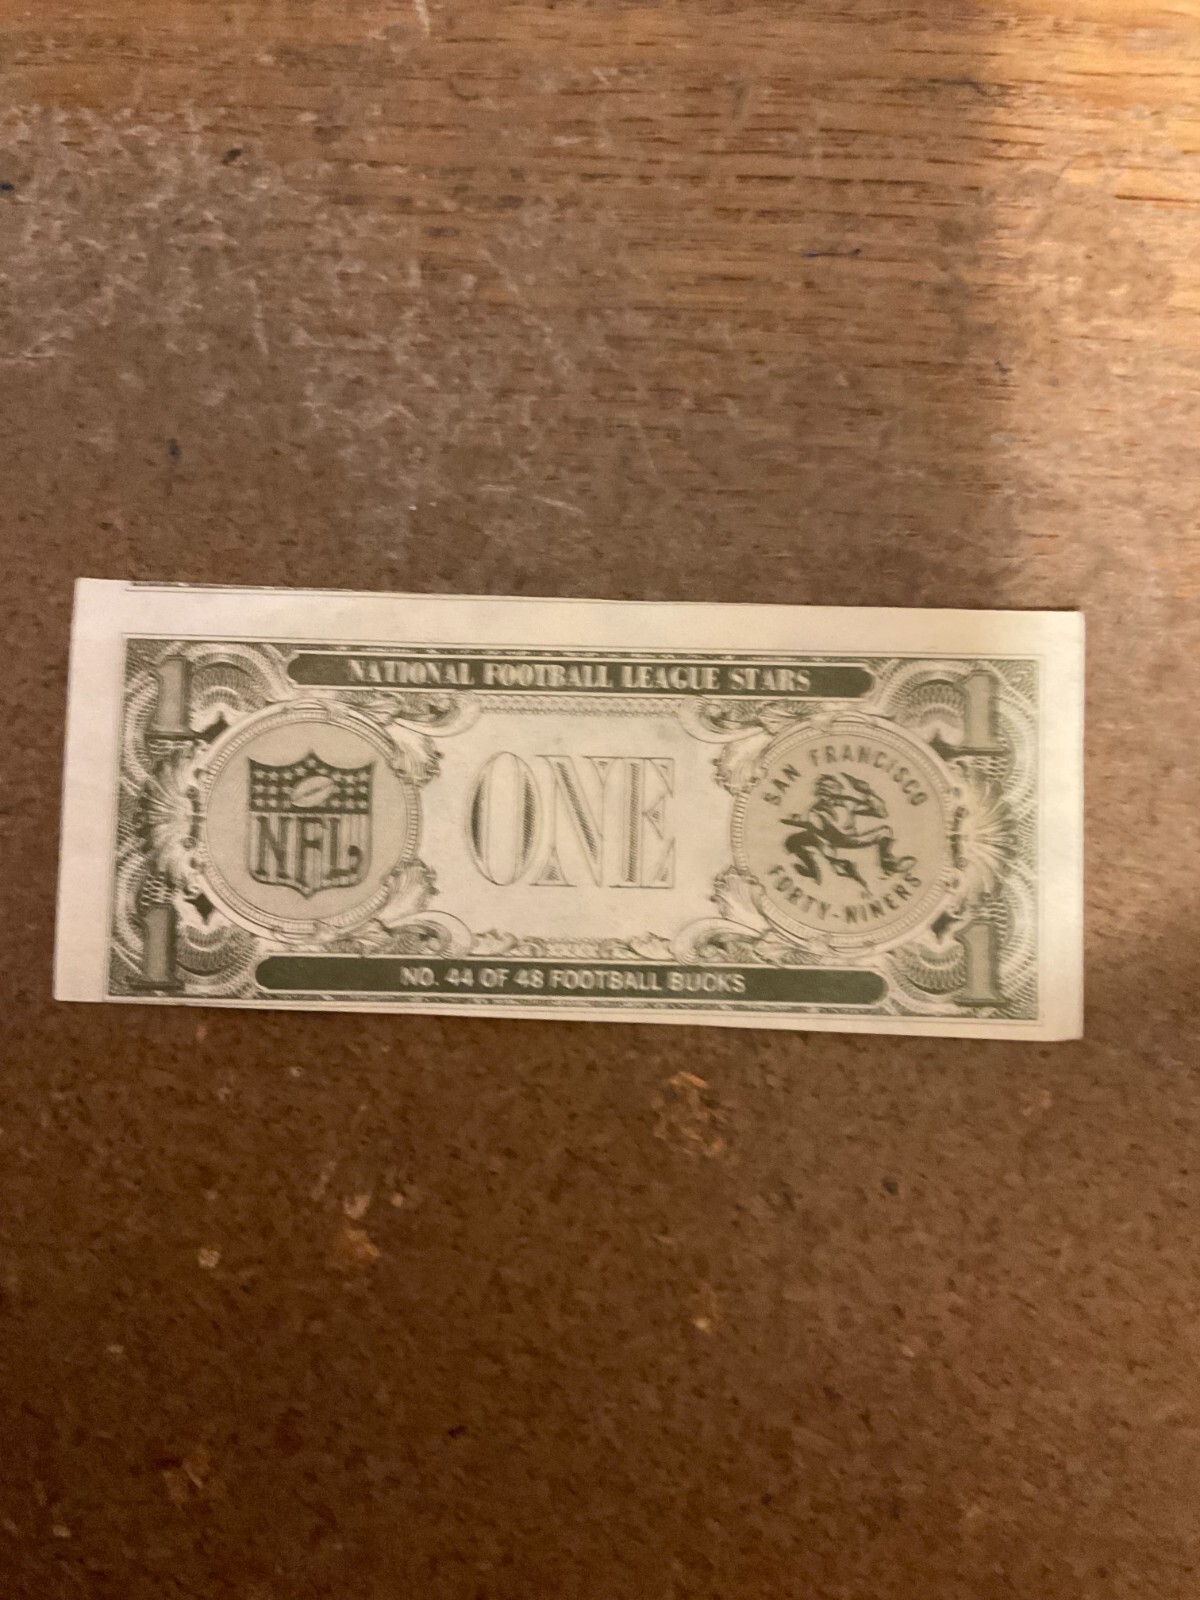 1 NATIONAL FOOTBALL LEAGUE STARS 1
NFL
ONE
SAN FRANCISCO
FORTY-NINERS
1 NO. 44 OF 48 FOOTBALL BUCKS 1